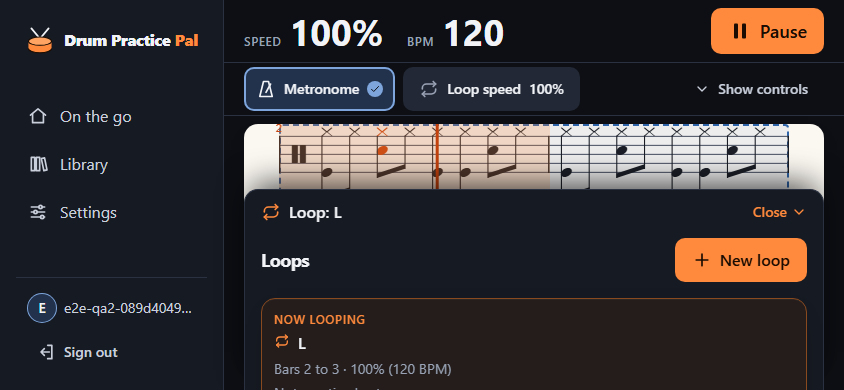 Drum Practice Pal
On the go
Library
Settings
E
e2e-qa2-089d4049...
Sign out
SPEED 100% BPM 120
Pause
Metronome
Loop speed 100%
Show controls
Loop: L
Close
Loops
New loop
NOW LOOPING
L
Bars 2 to 3 · 100% (120 BPM)